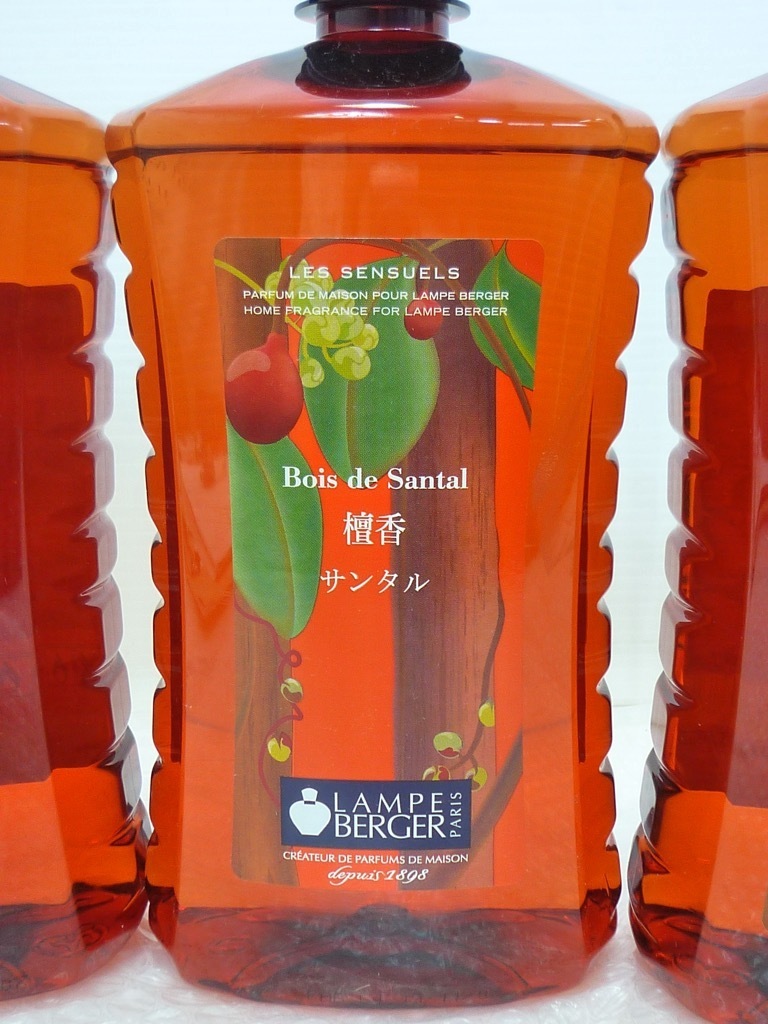 LES SENSUELS
PARFUM DE MAISON POUR LAMPE BERGER
HOME FRAGRANCE FOR LAMPE BERGER
Bois de Santal
檀香
サンタル
LAMPE
BERGER
PARIS
CRÉATEUR DE PARFUMS DE MAISON
depuis 1898